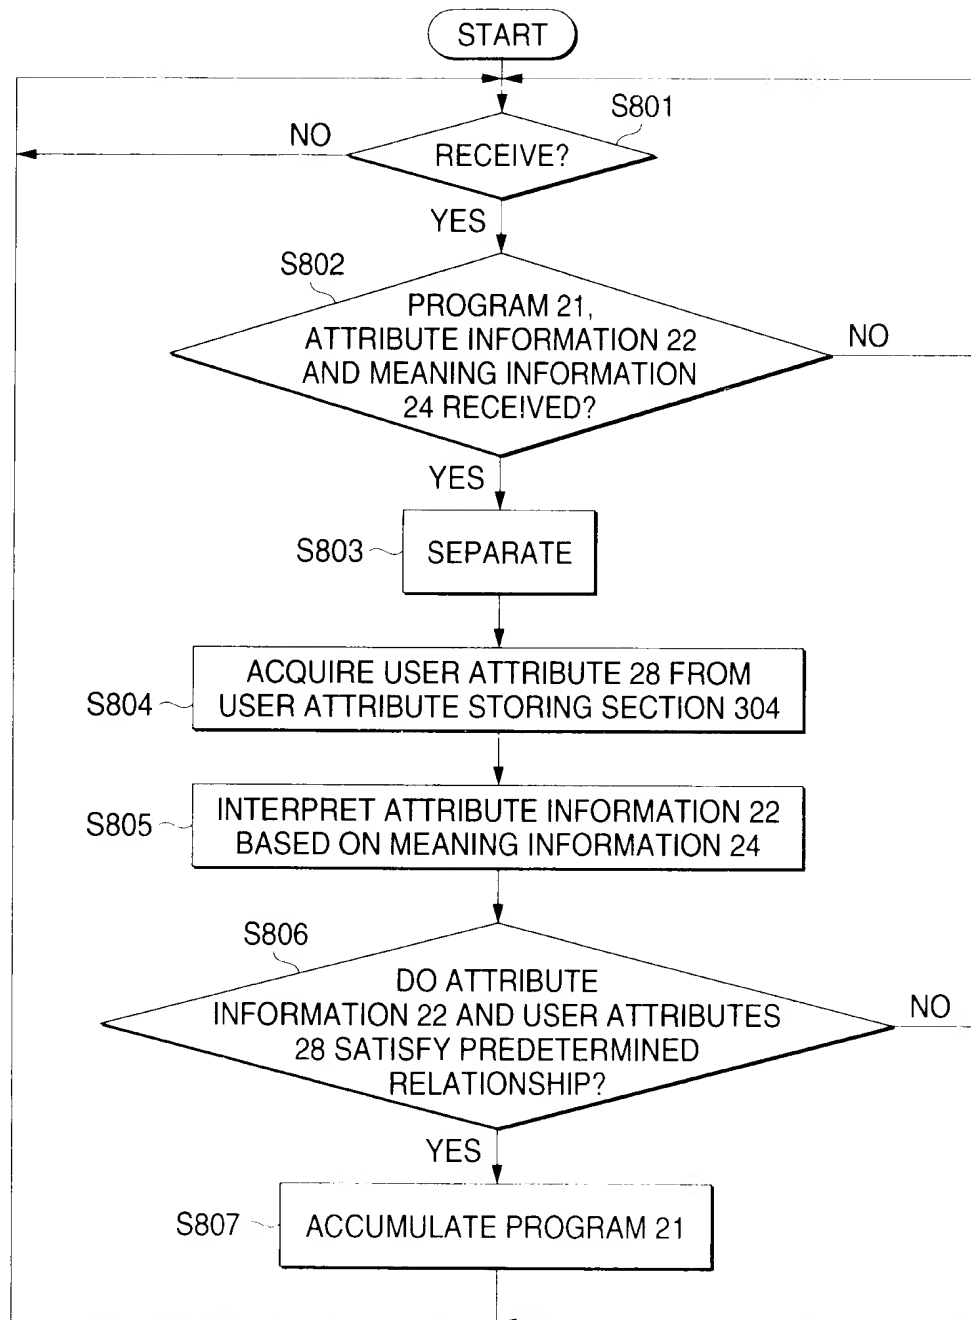 START
S801
NO
RECEIVE?
YES
S802
PROGRAM 21,
ATTRIBUTE INFORMATION 22
AND MEANING INFORMATION
24 RECEIVED?
NO
YES
S803
SEPARATE
S804
ACQUIRE USER ATTRIBUTE 28 FROM
USER ATTRIBUTE STORING SECTION 304
S805
INTERPRET ATTRIBUTE INFORMATION 22
BASED ON MEANING INFORMATION 24
S806
DO ATTRIBUTE
INFORMATION 22 AND USER ATTRIBUTES
28 SATISFY PREDETERMINED
RELATIONSHIP?
NO
YES
S807
ACCUMULATE PROGRAM 21